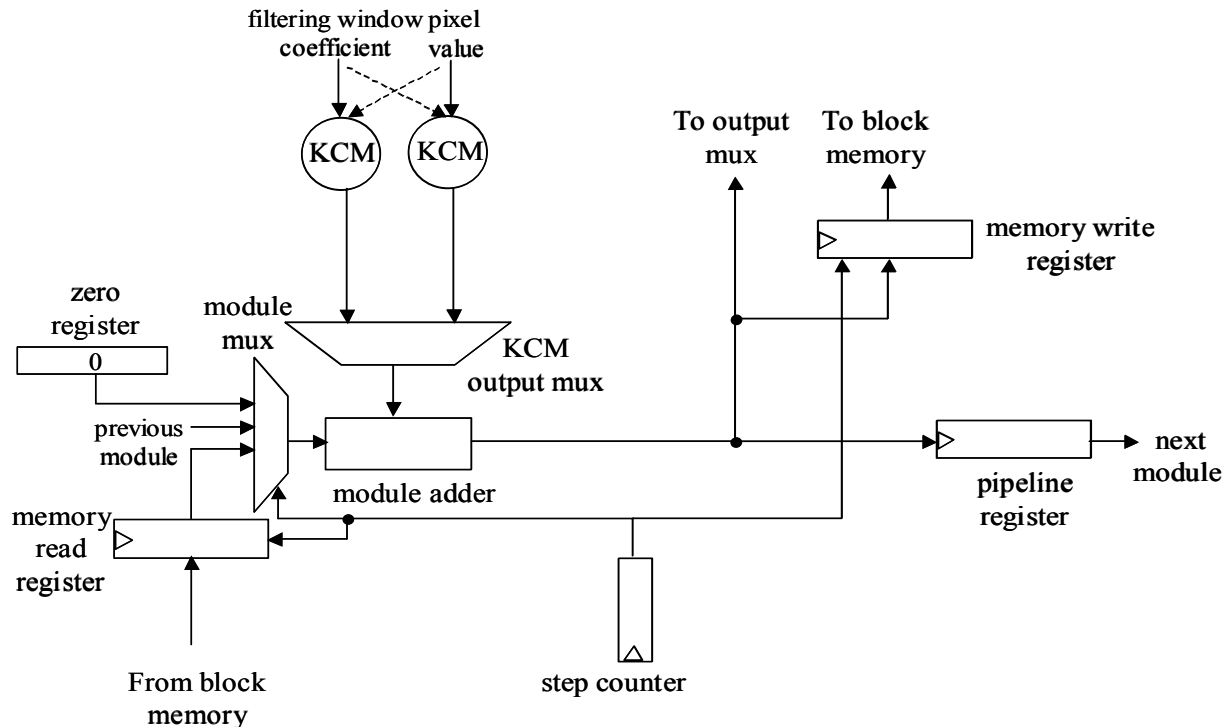 filtering window pixel
coefficient value
KCM KCM
To output
mux
To block
memory
memory write
register
zero
register
0
module
mux
KCM
output mux
previous
module
module adder
next
module
pipeline
register
memory
read
register
step counter
From block
memory